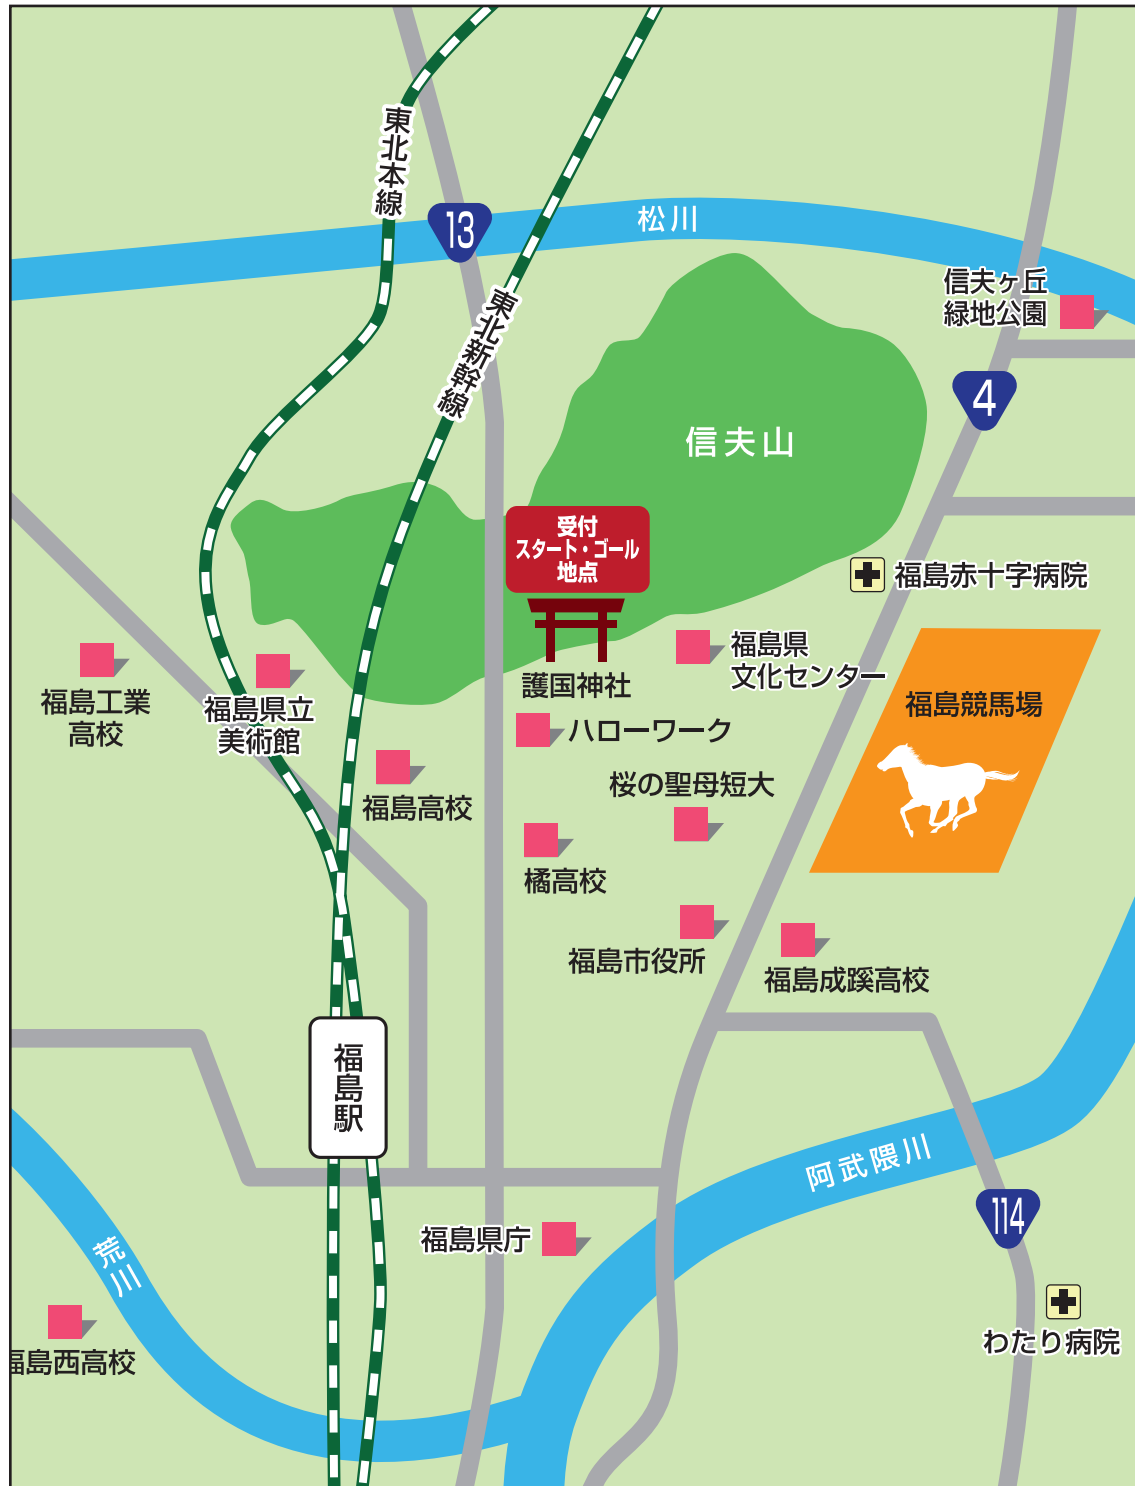 東北本線
13
松川
信夫ヶ丘
緑地公園
東北新幹線
4
信夫山
受付
スタート・ゴール
地点
福島赤十字病院
福島県
文化センター
護国神社
福島工業
高校
福島県立
美術館
福島競馬場
ハローワーク
福島高校
桜の聖母短大
橘高校
福島市役所
福島成蹊高校
福島駅
阿武隈川
114
福島県庁
荒川
わたり病院
福島西高校